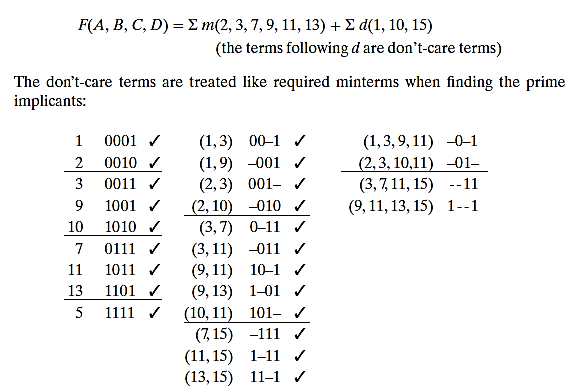 F(A, B, C, D) = Σ m(2, 3, 7, 9, 11, 13) + Σ d(1, 10, 15)
(the terms following d are don’t-care terms)
The don’t-care terms are treated like required minterms when finding the prime
implicants:
1 0001 ✓ (1, 3) 00–1 ✓ (1, 3, 9, 11) –0–1
2 0010 ✓ (1, 9) –001 ✓ (2, 3, 10, 11) –01–
3 0011 ✓ (2, 3) 001– ✓ (3, 7, 11, 15) --11
9 1001 ✓ (2, 10) –010 ✓ (9, 11, 13, 15) 1--1
10 1010 ✓ (3, 7) 0–11 ✓
7 0111 ✓ (3, 11) –011 ✓
11 1011 ✓ (9, 11) 10–1 ✓
13 1101 ✓ (9, 13) 1–01 ✓
5 1111 ✓ (10, 11) 101– ✓
(7, 15) –111 ✓
(11, 15) 1–11 ✓
(13, 15) 11–1 ✓